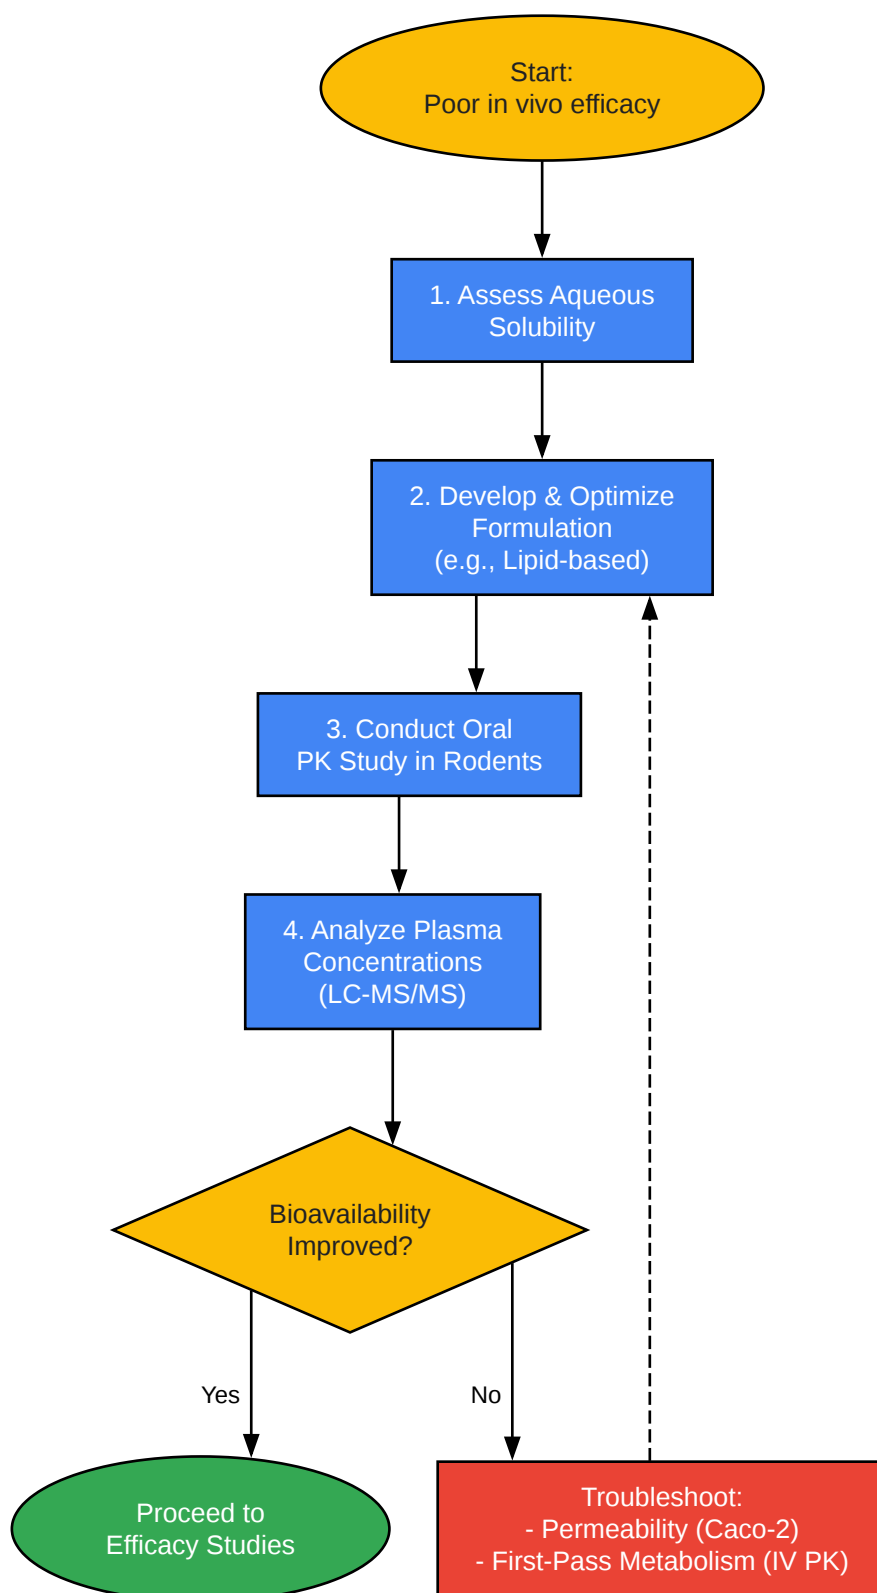 Start:
Poor in vivo efficacy
1. Assess Aqueous
Solubility
2. Develop & Optimize
Formulation
(e.g., Lipid-based)
3. Conduct Oral
PK Study in Rodents
4. Analyze Plasma
Concentrations
(LC-MS/MS)
Bioavailability
Improved?
Yes
No
Proceed to
Efficacy Studies
Troubleshoot:
- Permeability (Caco-2)
- First-Pass Metabolism (IV PK)